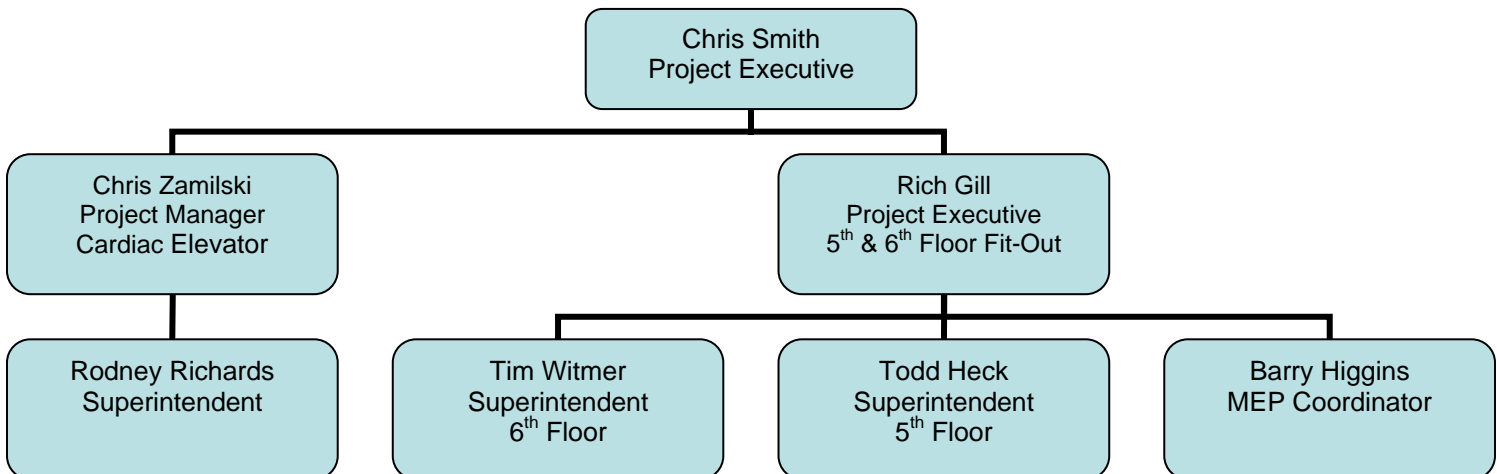 Chris Smith
Project Executive
Chris Zamilski
Project Manager
Cardiac Elevator
Rich Gill
Project Executive
5th & 6th Floor Fit-Out
Rodney Richards
Superintendent
Tim Witmer
Superintendent
6th Floor
Todd Heck
Superintendent
5th Floor
Barry Higgins
MEP Coordinator